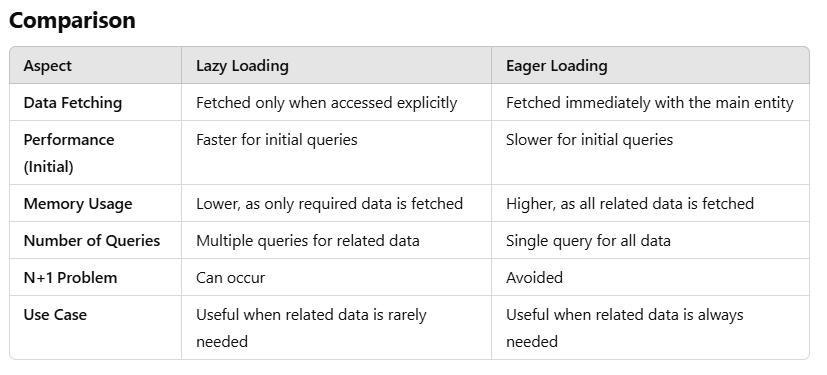 Comparison
Aspect Lazy Loading Eager Loading
Data Fetching Fetched only when accessed explicitly Fetched immediately with the main entity
Performance (Initial) Faster for initial queries Slower for initial queries
Memory Usage Lower, as only required data is fetched Higher, as all related data is fetched
Number of Queries Multiple queries for related data Single query for all data
N+1 Problem Can occur Avoided
Use Case Useful when related data is rarely needed Useful when related data is always needed